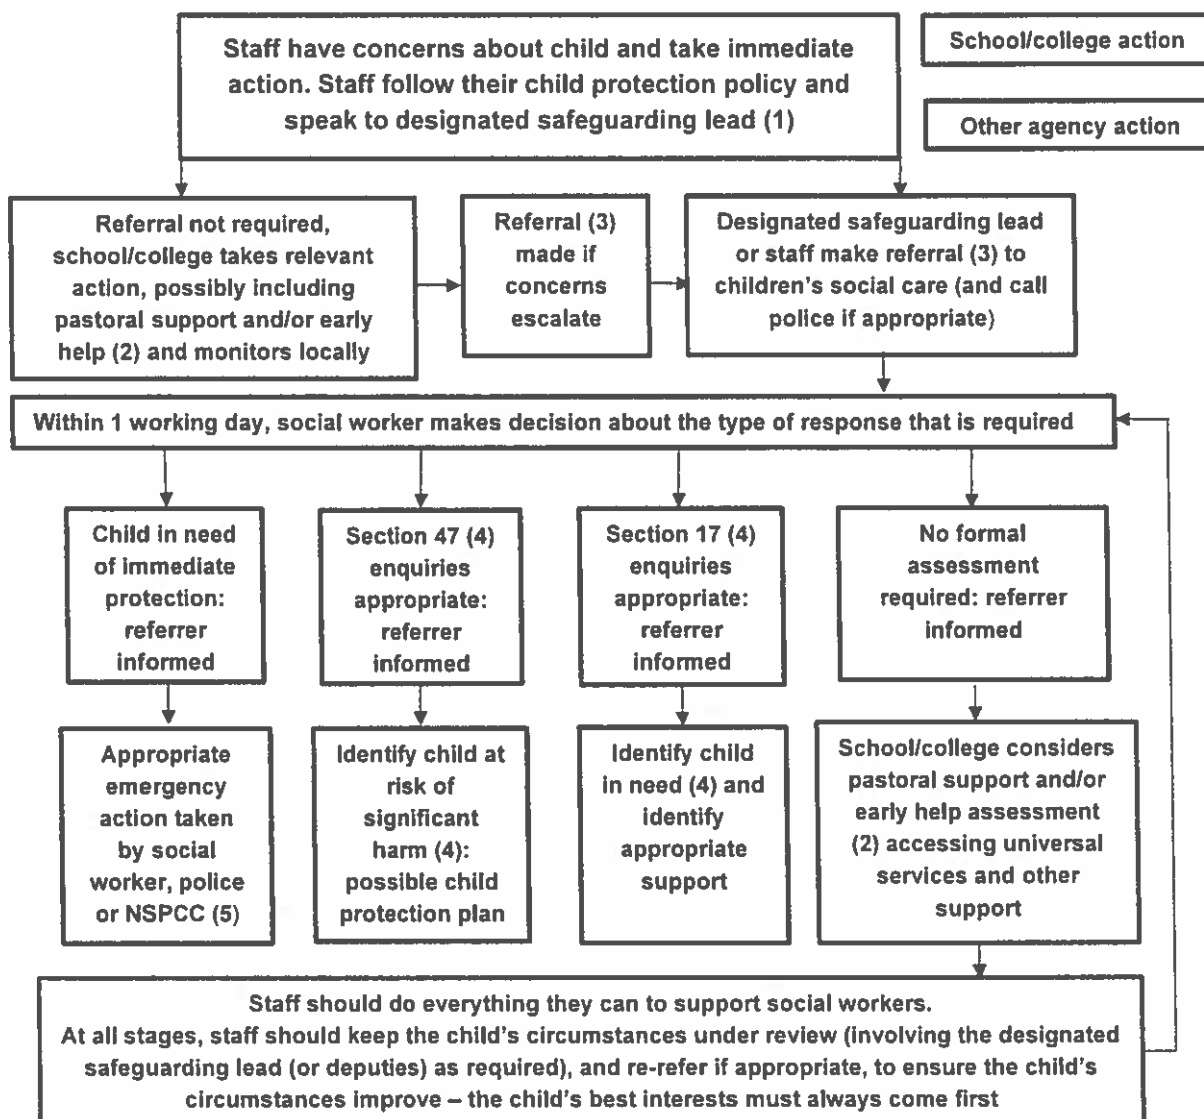 Staff have concerns about child and take immediate
action. Staff follow their child protection policy and
speak to designated safeguarding lead (1)
School/college action
Other agency action
Referral not required,
school/college takes relevant
action, possibly including
pastoral support and/or early
help (2) and monitors locally
Referral (3)
made if
concerns
escalate
Designated safeguarding lead
or staff make referral (3) to
children's social care (and call
police if appropriate)
Within 1 working day, social worker makes decision about the type of response that is required
Child in need
of immediate
protection:
referrer
informed
Section 47 (4)
enquiries
appropriate:
referrer
informed
Section 17 (4)
enquiries
appropriate:
referrer
informed
No formal
assessment
required: referrer
informed
Appropriate
emergency
action taken
by social
worker, police
or NSPCC (5)
Identify child at
risk of
significant
harm (4):
possible child
protection plan
Identify child
in need (4) and
identify
appropriate
support
School/college considers
pastoral support and/or
early help assessment
(2) accessing universal
services and other
support
Staff should do everything they can to support social workers.
At all stages, staff should keep the child's circumstances under review (involving the designated
safeguarding lead (or deputies) as required), and re-refer if appropriate, to ensure the child's
circumstances improve – the child's best interests must always come first